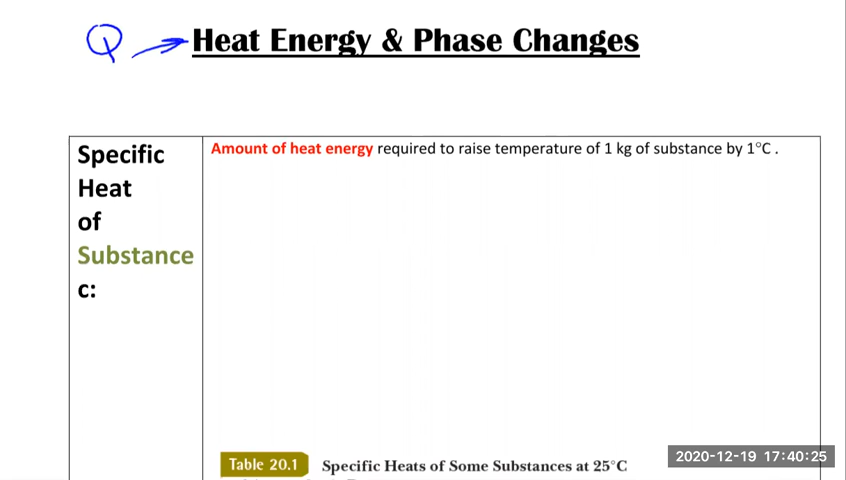 Q → Heat Energy & Phase Changes
Specific
Heat
of
Substance
c:
Amount of heat energy required to raise temperature of 1 kg of substance by 1°C .
Table 20.1 Specific Heats of Some Substances at 25°C
2020-12-19 17:40:25